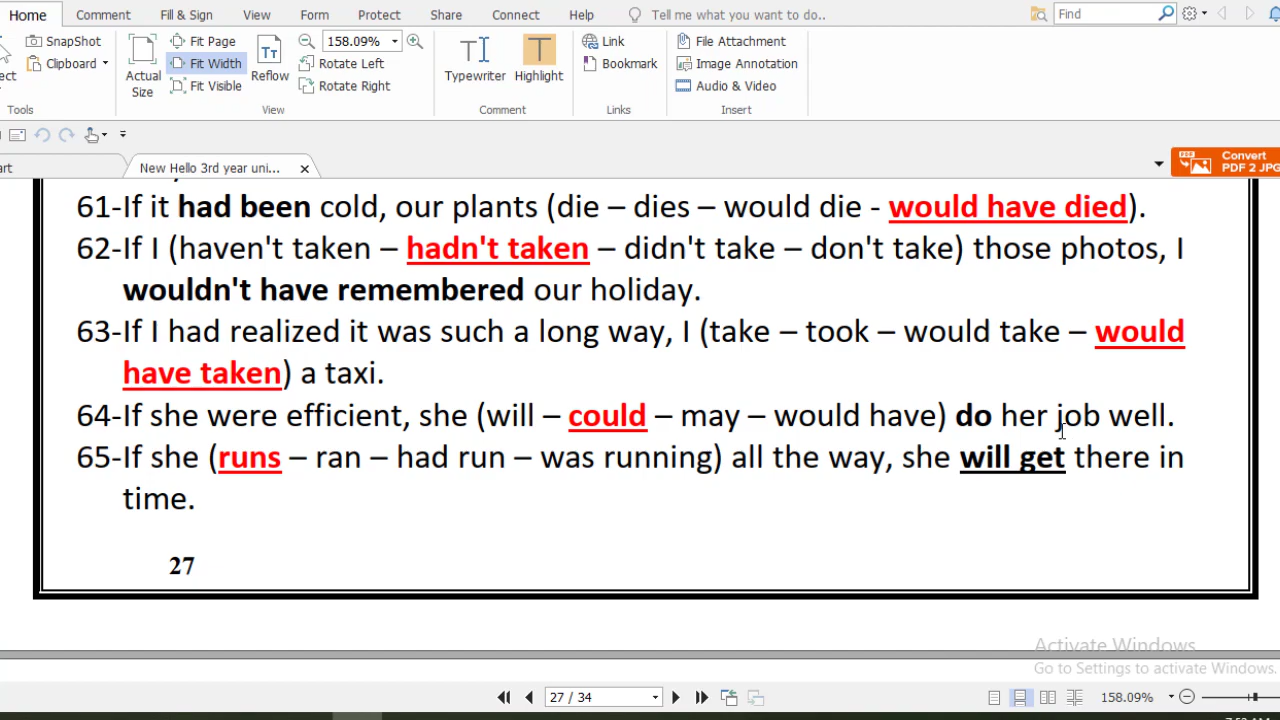 Home Comment Fill & Sign View Form Protect Share Connect Help Tell me what you want to do.. Find
SnapShot Fit Page 158.09% Rotate Left Link File Attachment
Clipboard Fit Width Rotate Right Bookmark Image Annotation
Actual Size Fit Visible Reflow Typewriter Highlight Audio & Video
Tools View Comment Links Insert
New Hello 3rd year uni... Convert
PDF 2 JPG
61-If it had been cold, our plants (die – dies – would die - would have died).
62-If I (haven't taken – hadn't taken – didn't take – don't take) those photos, I
wouldn't have remembered our holiday.
63-If I had realized it was such a long way, I (take – took – would take – would
have taken) a taxi.
64-If she were efficient, she (will – could – may – would have) do her job well.
65-If she (runs – ran – had run – was running) all the way, she will get there in
time.
27
Activate Windows
Go to Settings to activate Windows.
27 / 34 158.09%